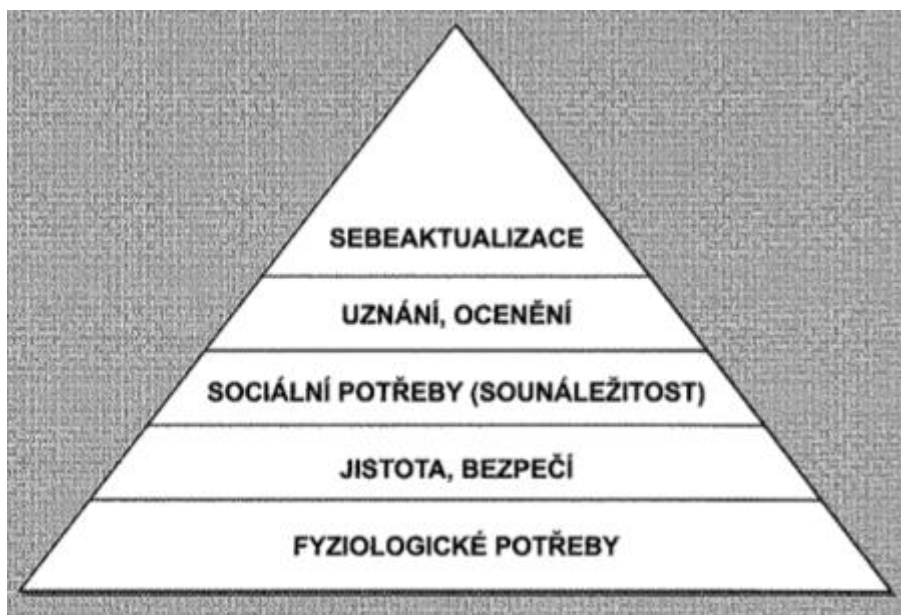 SEBEAKTUALIZACE
UZNÁNÍ, OCENĚNÍ
SOCIÁLNÍ POTŘEBY (SOUNÁLEŽITOST)
JISTOTA, BEZPEČÍ
FYZIOLOGICKÉ POTŘEBY